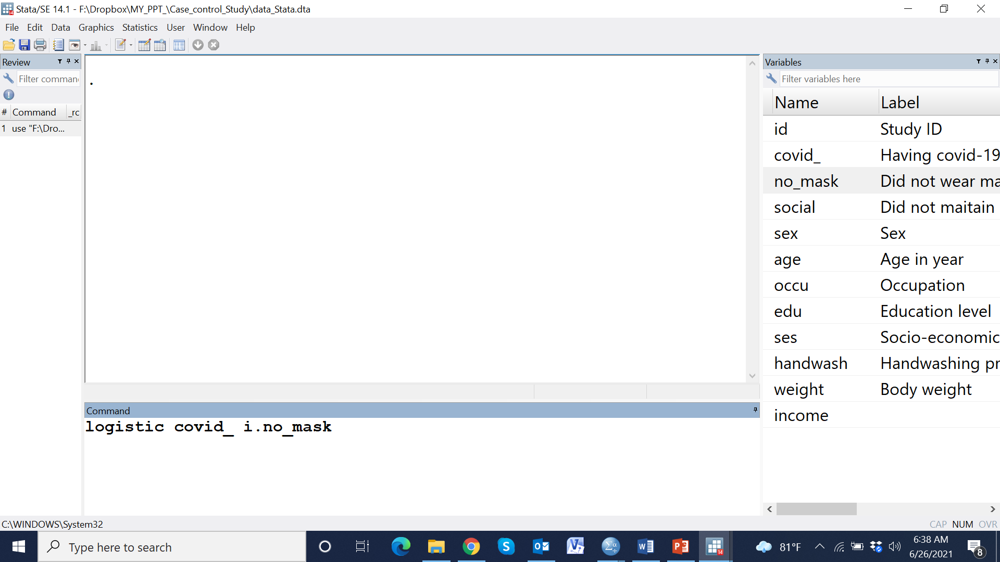 Stata/SE 14.1 - F:\Dropbox\MY_PPT_\Case_control_Study\data_Stata.dta
File Edit Data Graphics Statistics User Window Help
Review
Filter comman
# Command _rc
1 use "F:\Dro...
.
Command
logistic covid_ i.no_mask
Variables
Filter variables here
Name Label
id Study ID
covid_ Having covid-19
no_mask Did not wear ma
social Did not maitain
sex Sex
age Age in year
occu Occupation
edu Education level
ses Socio-economic
handwash Handwashing pr
weight Body weight
income
C:\WINDOWS\System32
CAP NUM OVR
Type here to search
81°F
6:38 AM
6/26/2021
8